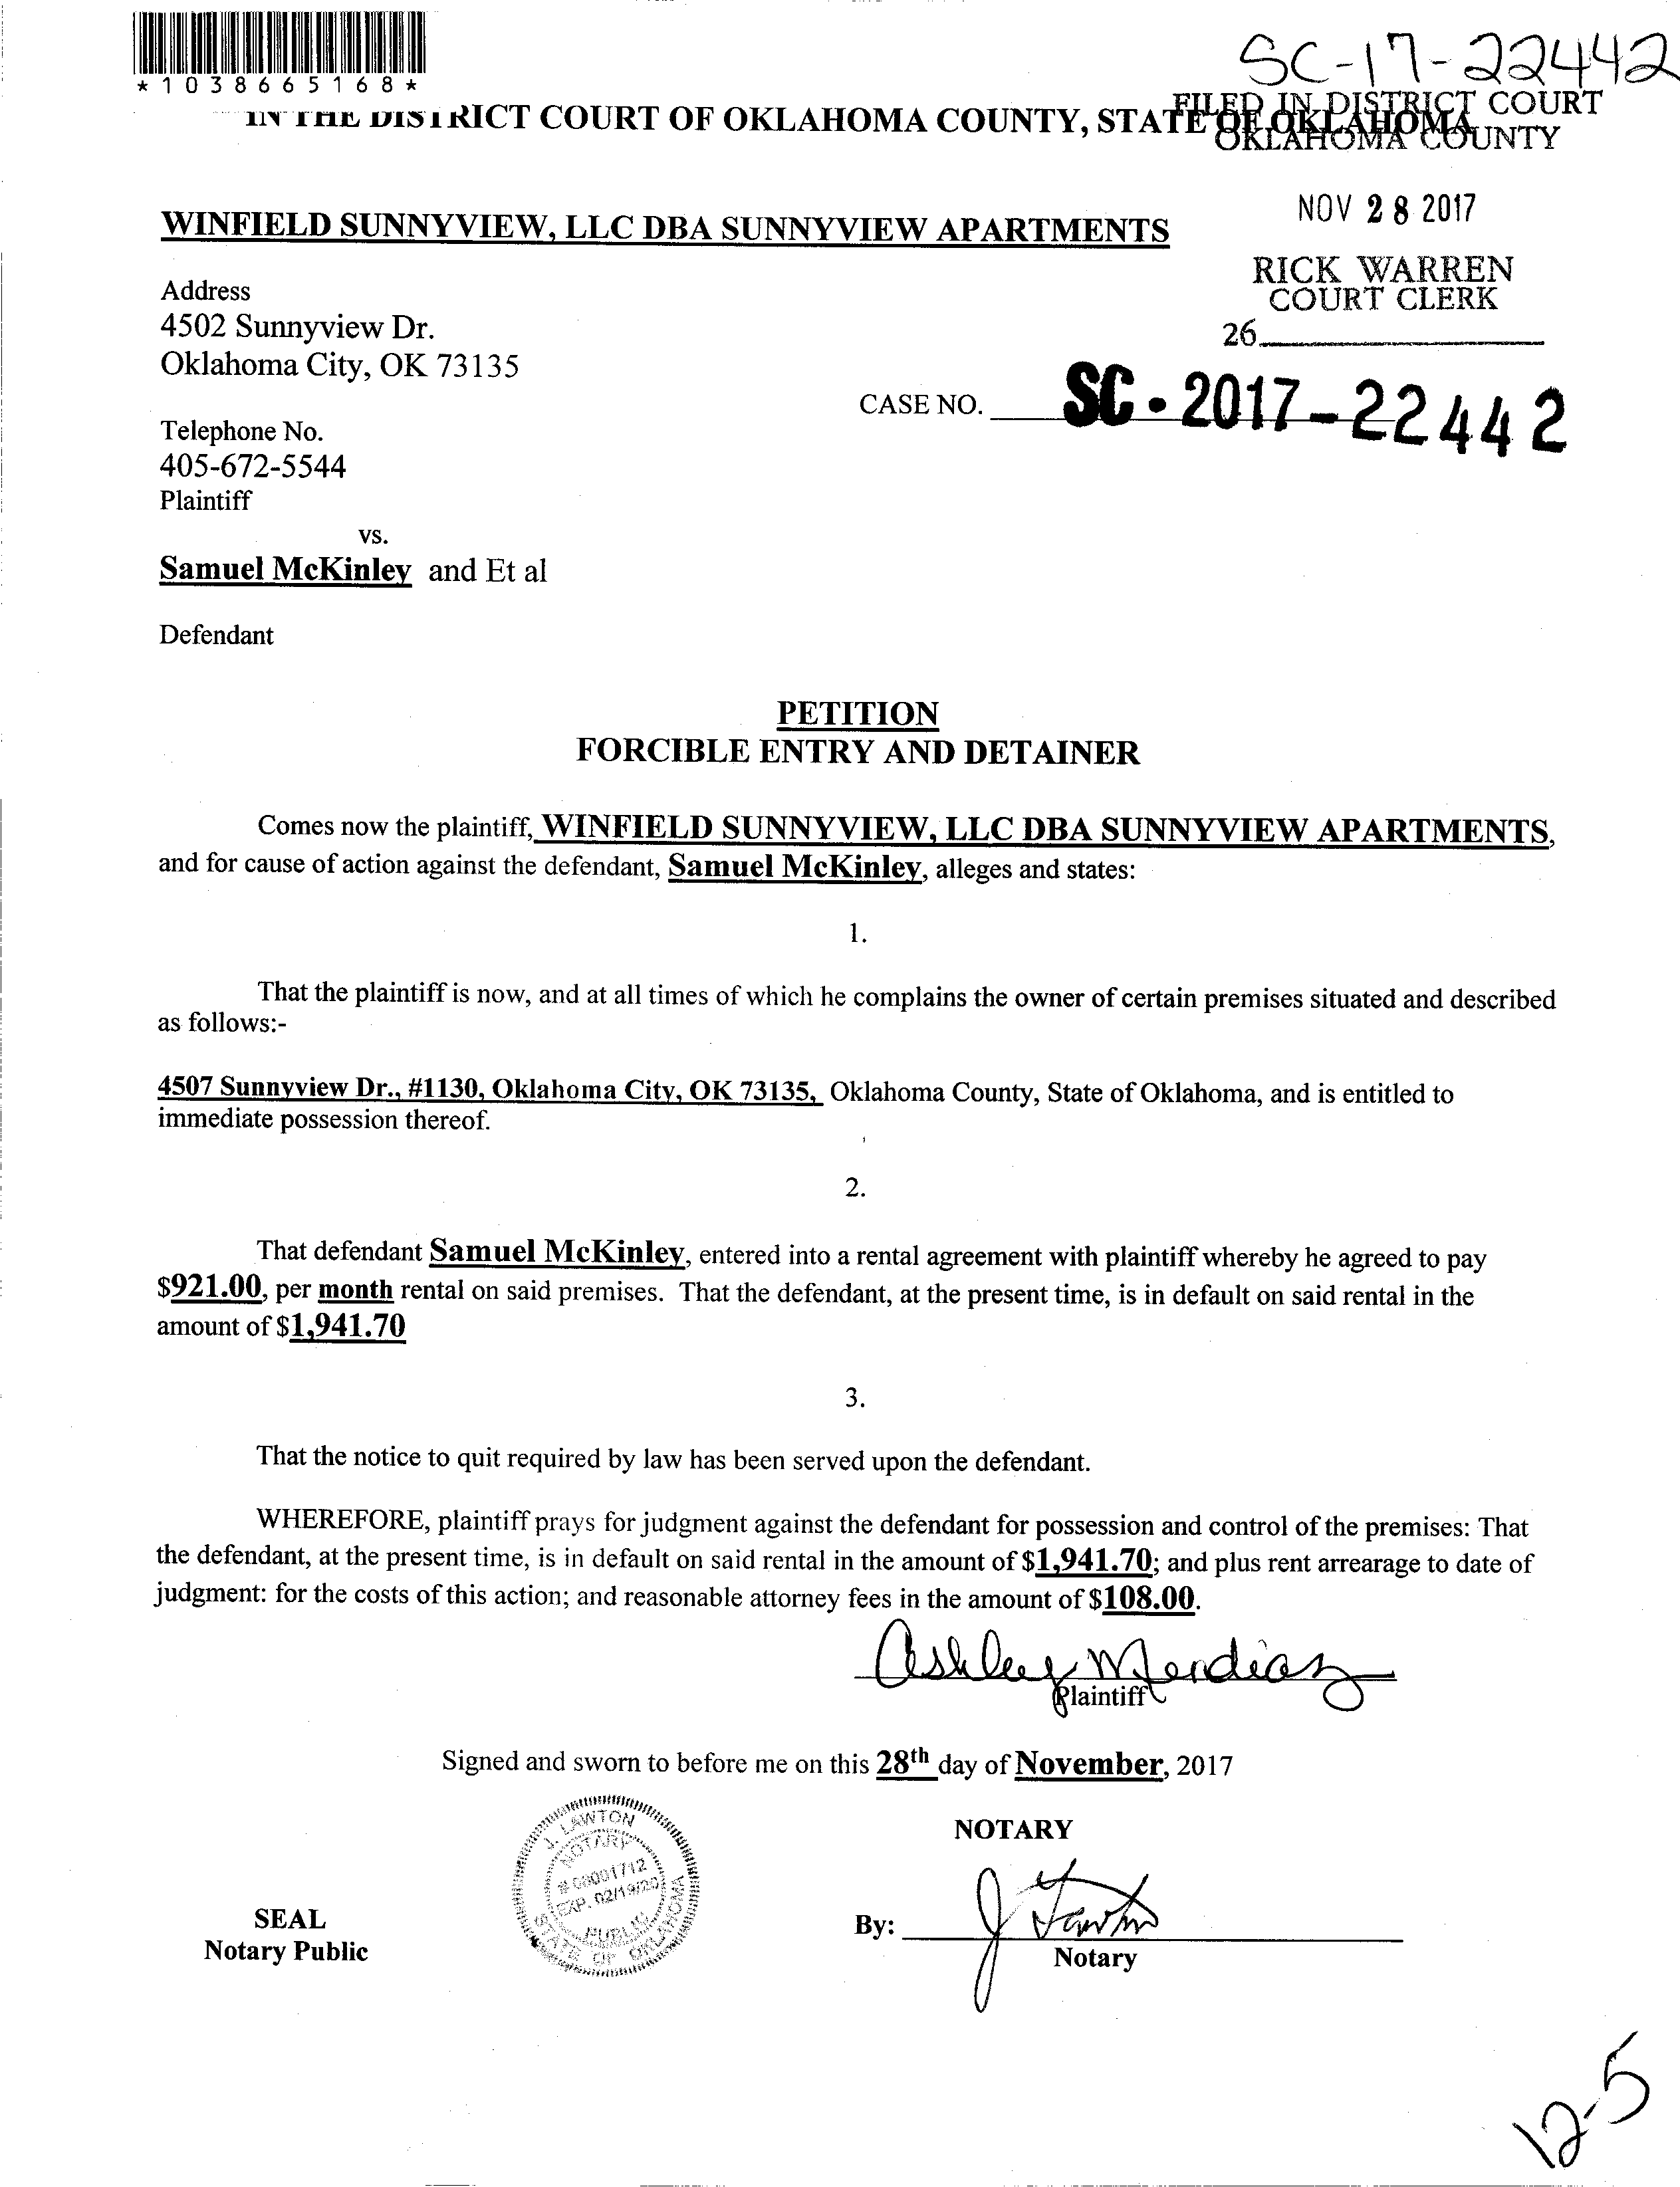 SC-17-22442
*1038665168*
IN THE DISTRICT COURT OF OKLAHOMA COUNTY, STATE OF OKLAHOMA
FILED IN DISTRICT COURT
OKLAHOMA COUNTY
NOV 28 2017
RICK WARREN
COURT CLERK
26
WINFIELD SUNNYVIEW, LLC DBA SUNNYVIEW APARTMENTS
Address
4502 Sunnyview Dr.
Oklahoma City, OK 73135
CASE NO. SC-2017-22442
Telephone No.
405-672-5544
Plaintiff
vs.
Samuel McKinley and Et al
Defendant
PETITION
FORCIBLE ENTRY AND DETAINER
Comes now the plaintiff, WINFIELD SUNNYVIEW, LLC DBA SUNNYVIEW APARTMENTS,
and for cause of action against the defendant, Samuel McKinley, alleges and states:
1.
That the plaintiff is now, and at all times of which he complains the owner of certain premises situated and described
as follows:-
4507 Sunnyview Dr., #1130, Oklahoma City, OK 73135, Oklahoma County, State of Oklahoma, and is entitled to
immediate possession thereof.
2.
That defendant Samuel McKinley, entered into a rental agreement with plaintiff whereby he agreed to pay
$921.00, per month rental on said premises. That the defendant, at the present time, is in default on said rental in the
amount of $1,941.70
3.
That the notice to quit required by law has been served upon the defendant.
WHEREFORE, plaintiff prays for judgment against the defendant for possession and control of the premises: That
the defendant, at the present time, is in default on said rental in the amount of $1,941.70; and plus rent arrearage to date of
judgment: for the costs of this action; and reasonable attorney fees in the amount of $108.00.
Ashley Mendiaz
Plaintiff
Signed and sworn to before me on this 28th day of November, 2017
J. LAWTON
NOTARY
# 00001712
EXP. 02/19/20
PUBLIC
STATE OF OKLAHOMA
NOTARY
SEAL
Notary Public
By: J Lawton
Notary
12-5